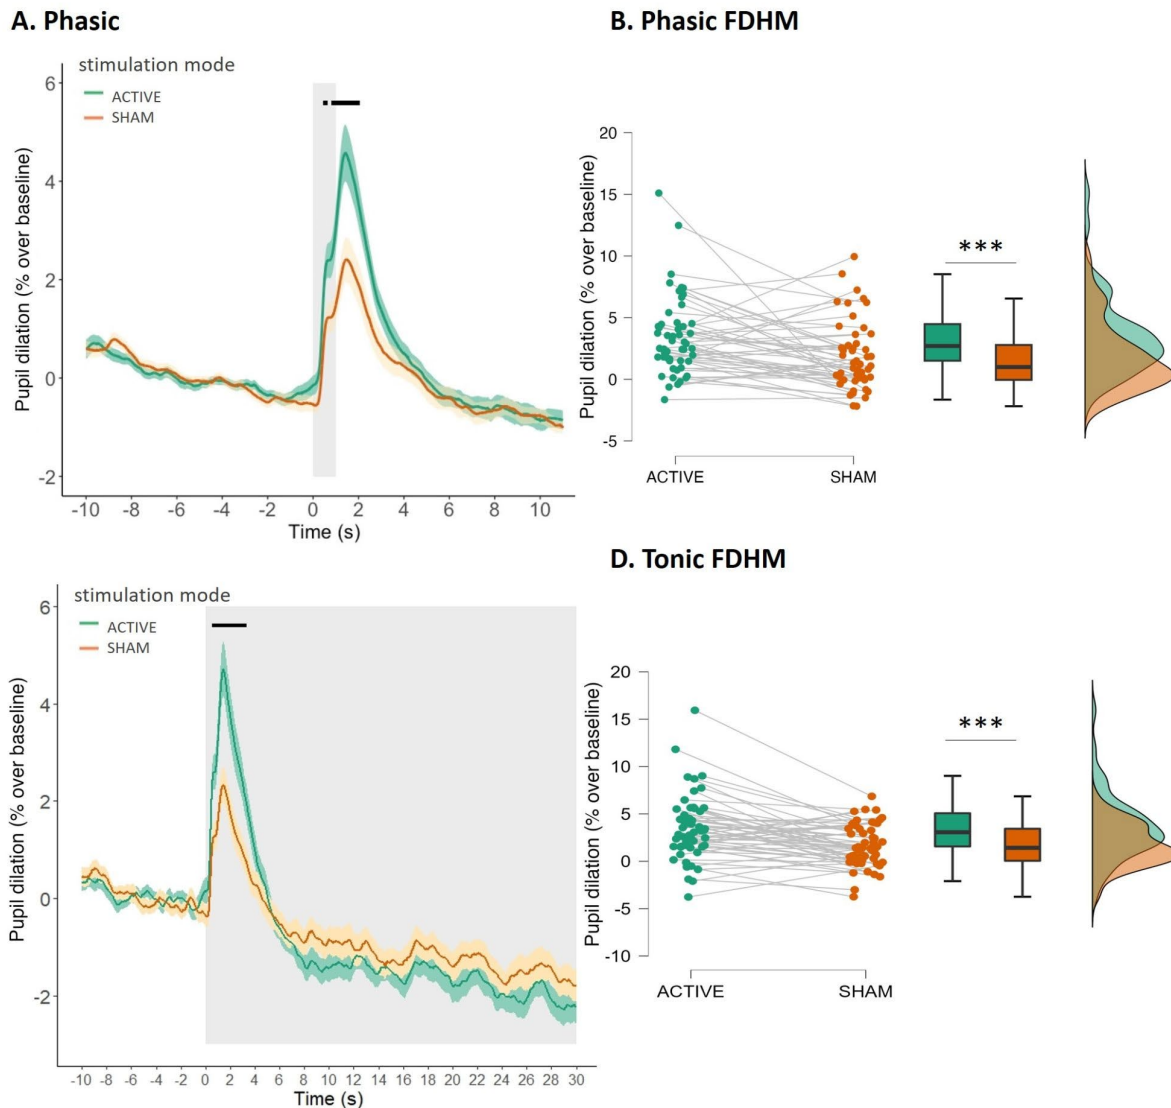 A. Phasic
stimulation mode
ACTIVE
SHAM
Pupil dilation (% over baseline)
6
4
2
0
-2
-10 -8 -6 -4 -2 0 2 4 6 8 10
Time (s)
B. Phasic FDHM
Pupil dilation (% over baseline)
20
15
10
5
0
-5
***
ACTIVE SHAM
stimulation mode
ACTIVE
SHAM
Pupil dilation (% over baseline)
6
4
2
0
-2
-10 -8 -6 -4 -2 0 2 4 6 8 10 12 14 16 18 20 22 24 26 28 30
Time (s)
D. Tonic FDHM
Pupil dilation (% over baseline)
20
15
10
5
0
-5
-10
***
ACTIVE SHAM